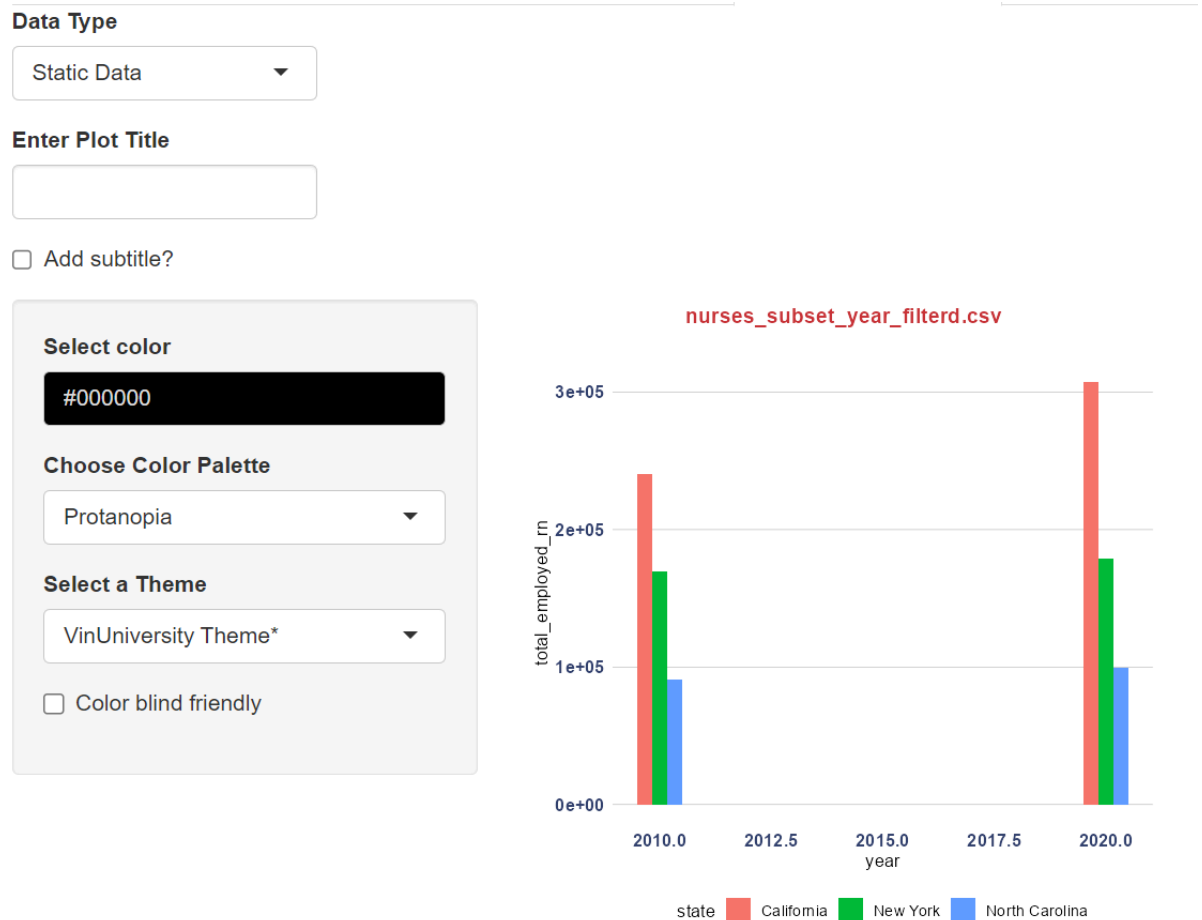 Data Type
Static Data
Enter Plot Title
Add subtitle?
Select color
#000000
Choose Color Palette
Protanopia
Select a Theme
VinUniversity Theme*
Color blind friendly
nurses_subset_year_filterd.csv
3e+05
2e+05
1e+05
0e+00
total_employed_rn
2010.0 2012.5 2015.0 2017.5 2020.0
year
state California New York North Carolina